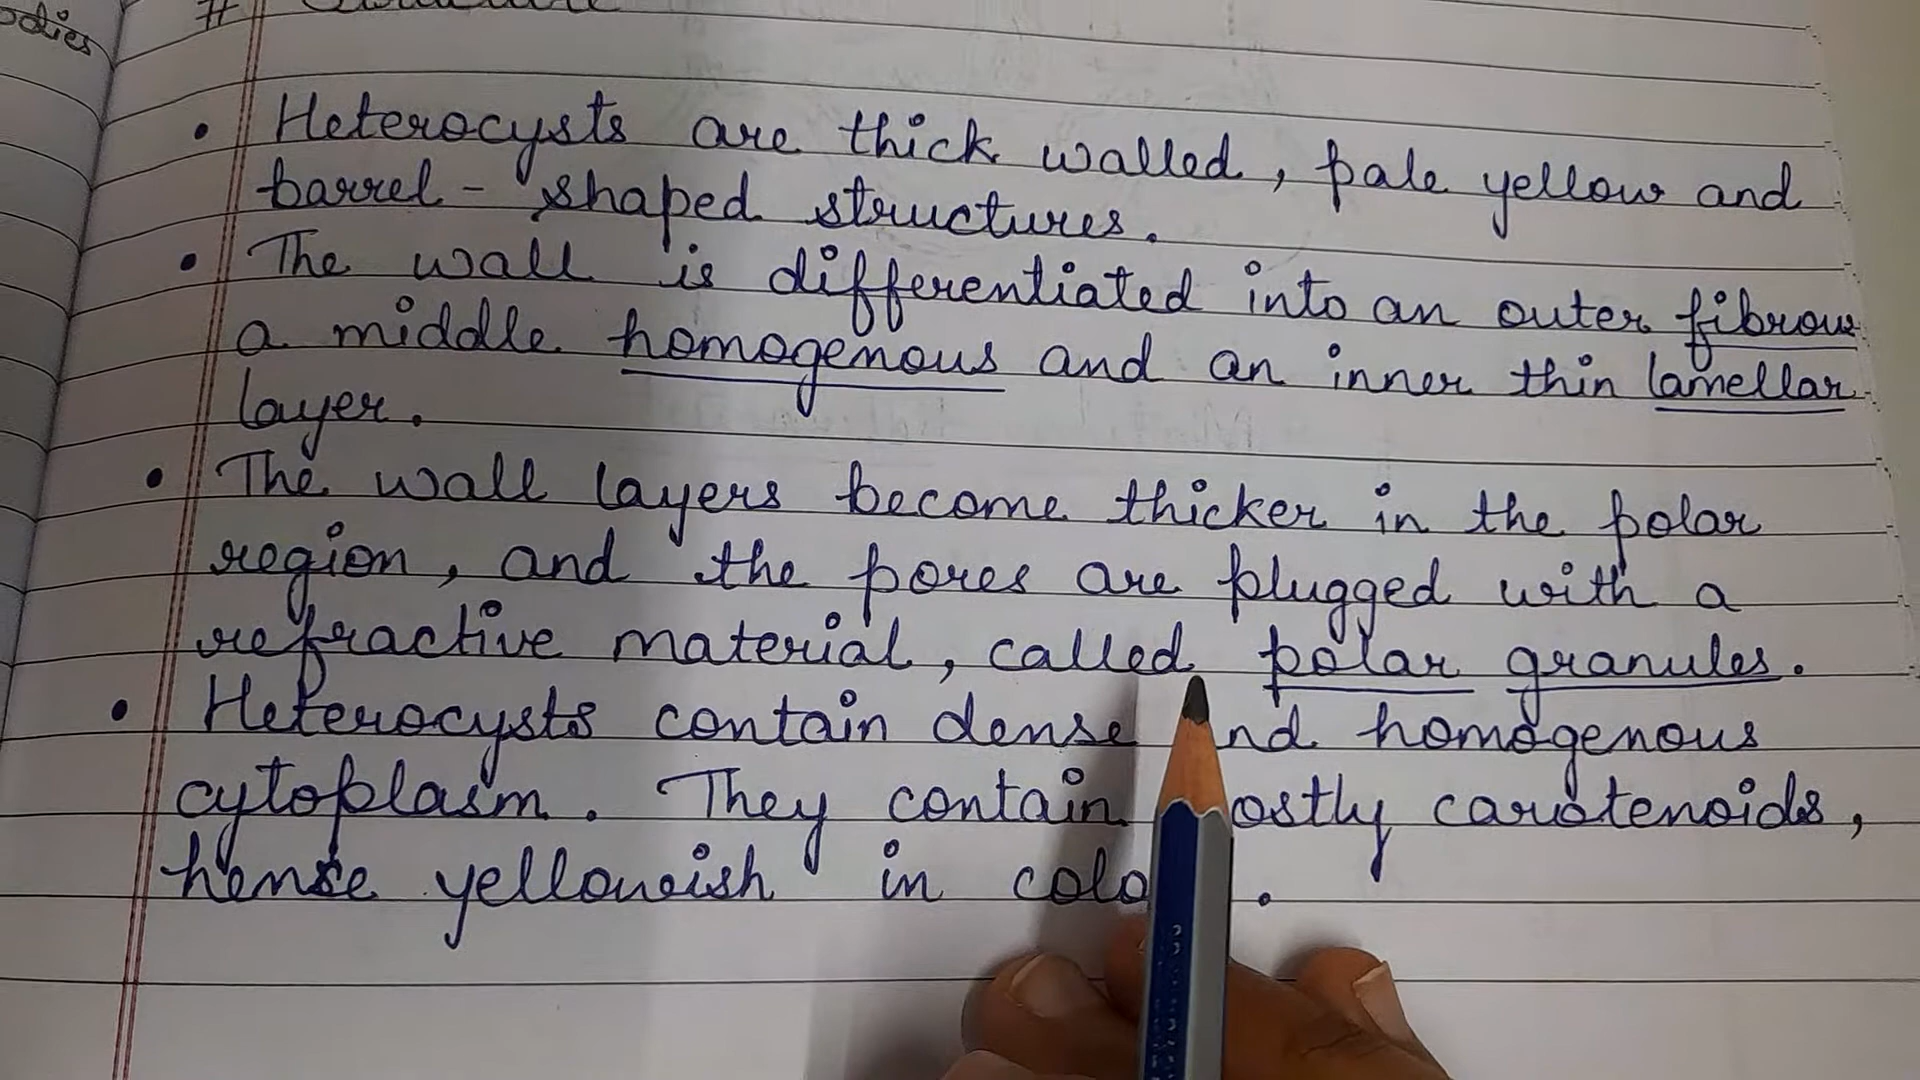 odies
# Structure
• Heterocysts are thick walled, pale yellow and
barrel - shaped structures.
• The wall is differentiated into an outer fibrous
a middle homogenous and an inner thin lamellar
layer.
• The wall layers become thicker in the polar
region, and the pores are plugged with a
refractive material, called polar granules.
• Heterocysts contain dense nd homogenous
cytoplasm. They contain ostly carotenoids,
hense yellowish in colo .